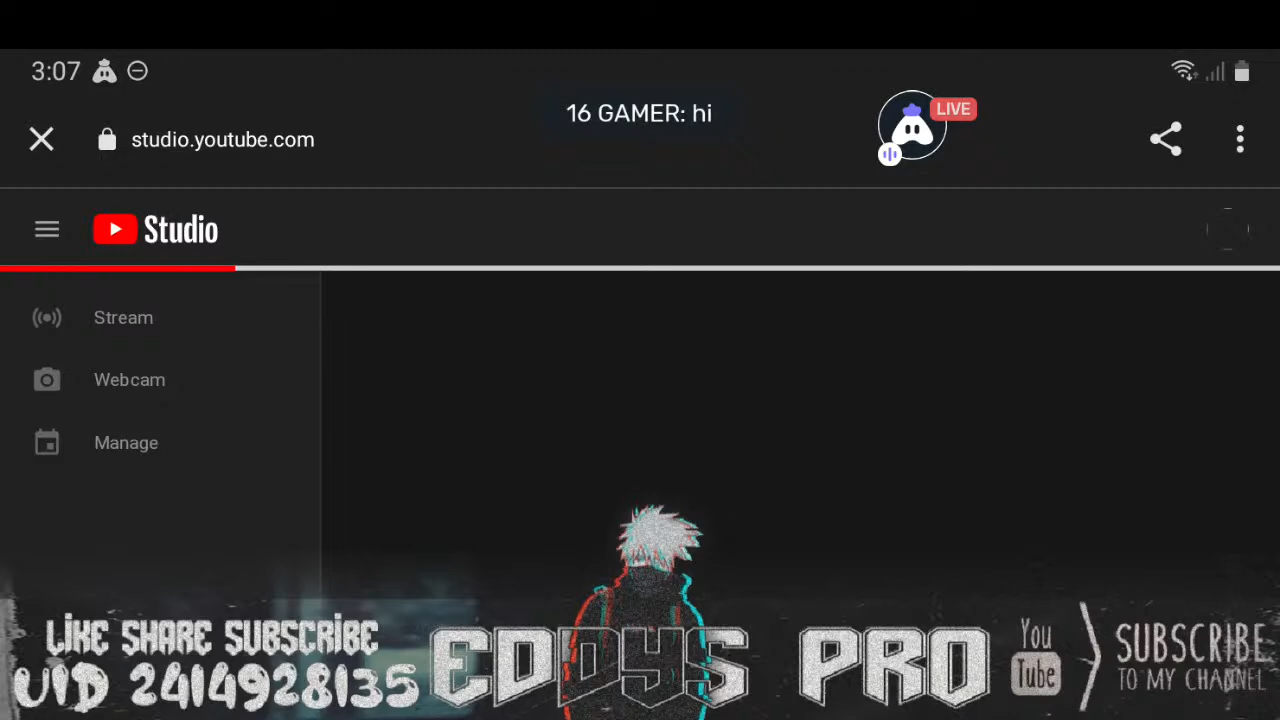 3:07
16 GAMER: hi
LIVE
studio.youtube.com
Studio
Stream
Webcam
Manage
LIKE SHARE SUBSCRIBE
UID 2414928135
EDDYS PRO
You
Tube
SUBSCRIBE
TO MY CHANNEL